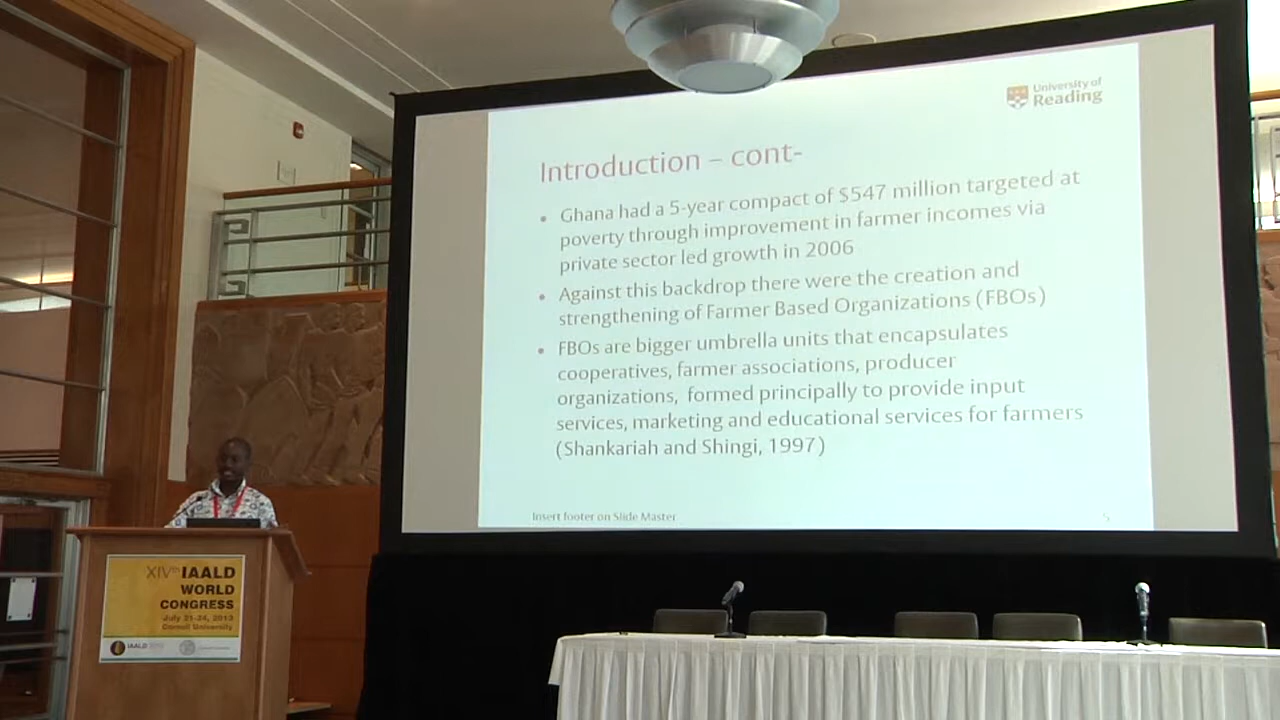 University of
Reading
Introduction – cont-
• Ghana had a 5-year compact of $547 million targeted at
poverty through improvement in farmer incomes via
private sector led growth in 2006
• Against this backdrop there were the creation and
strengthening of Farmer Based Organizations (FBOs)
• FBOs are bigger umbrella units that encapsulates
cooperatives, farmer associations, producer
organizations, formed principally to provide input
services, marketing and educational services for farmers
(Shankariah and Shingi, 1997)
Insert footer on Slide Master
5
XIVth IAALD
WORLD
CONGRESS
July 21-24, 2013
Cornell University
IAALD